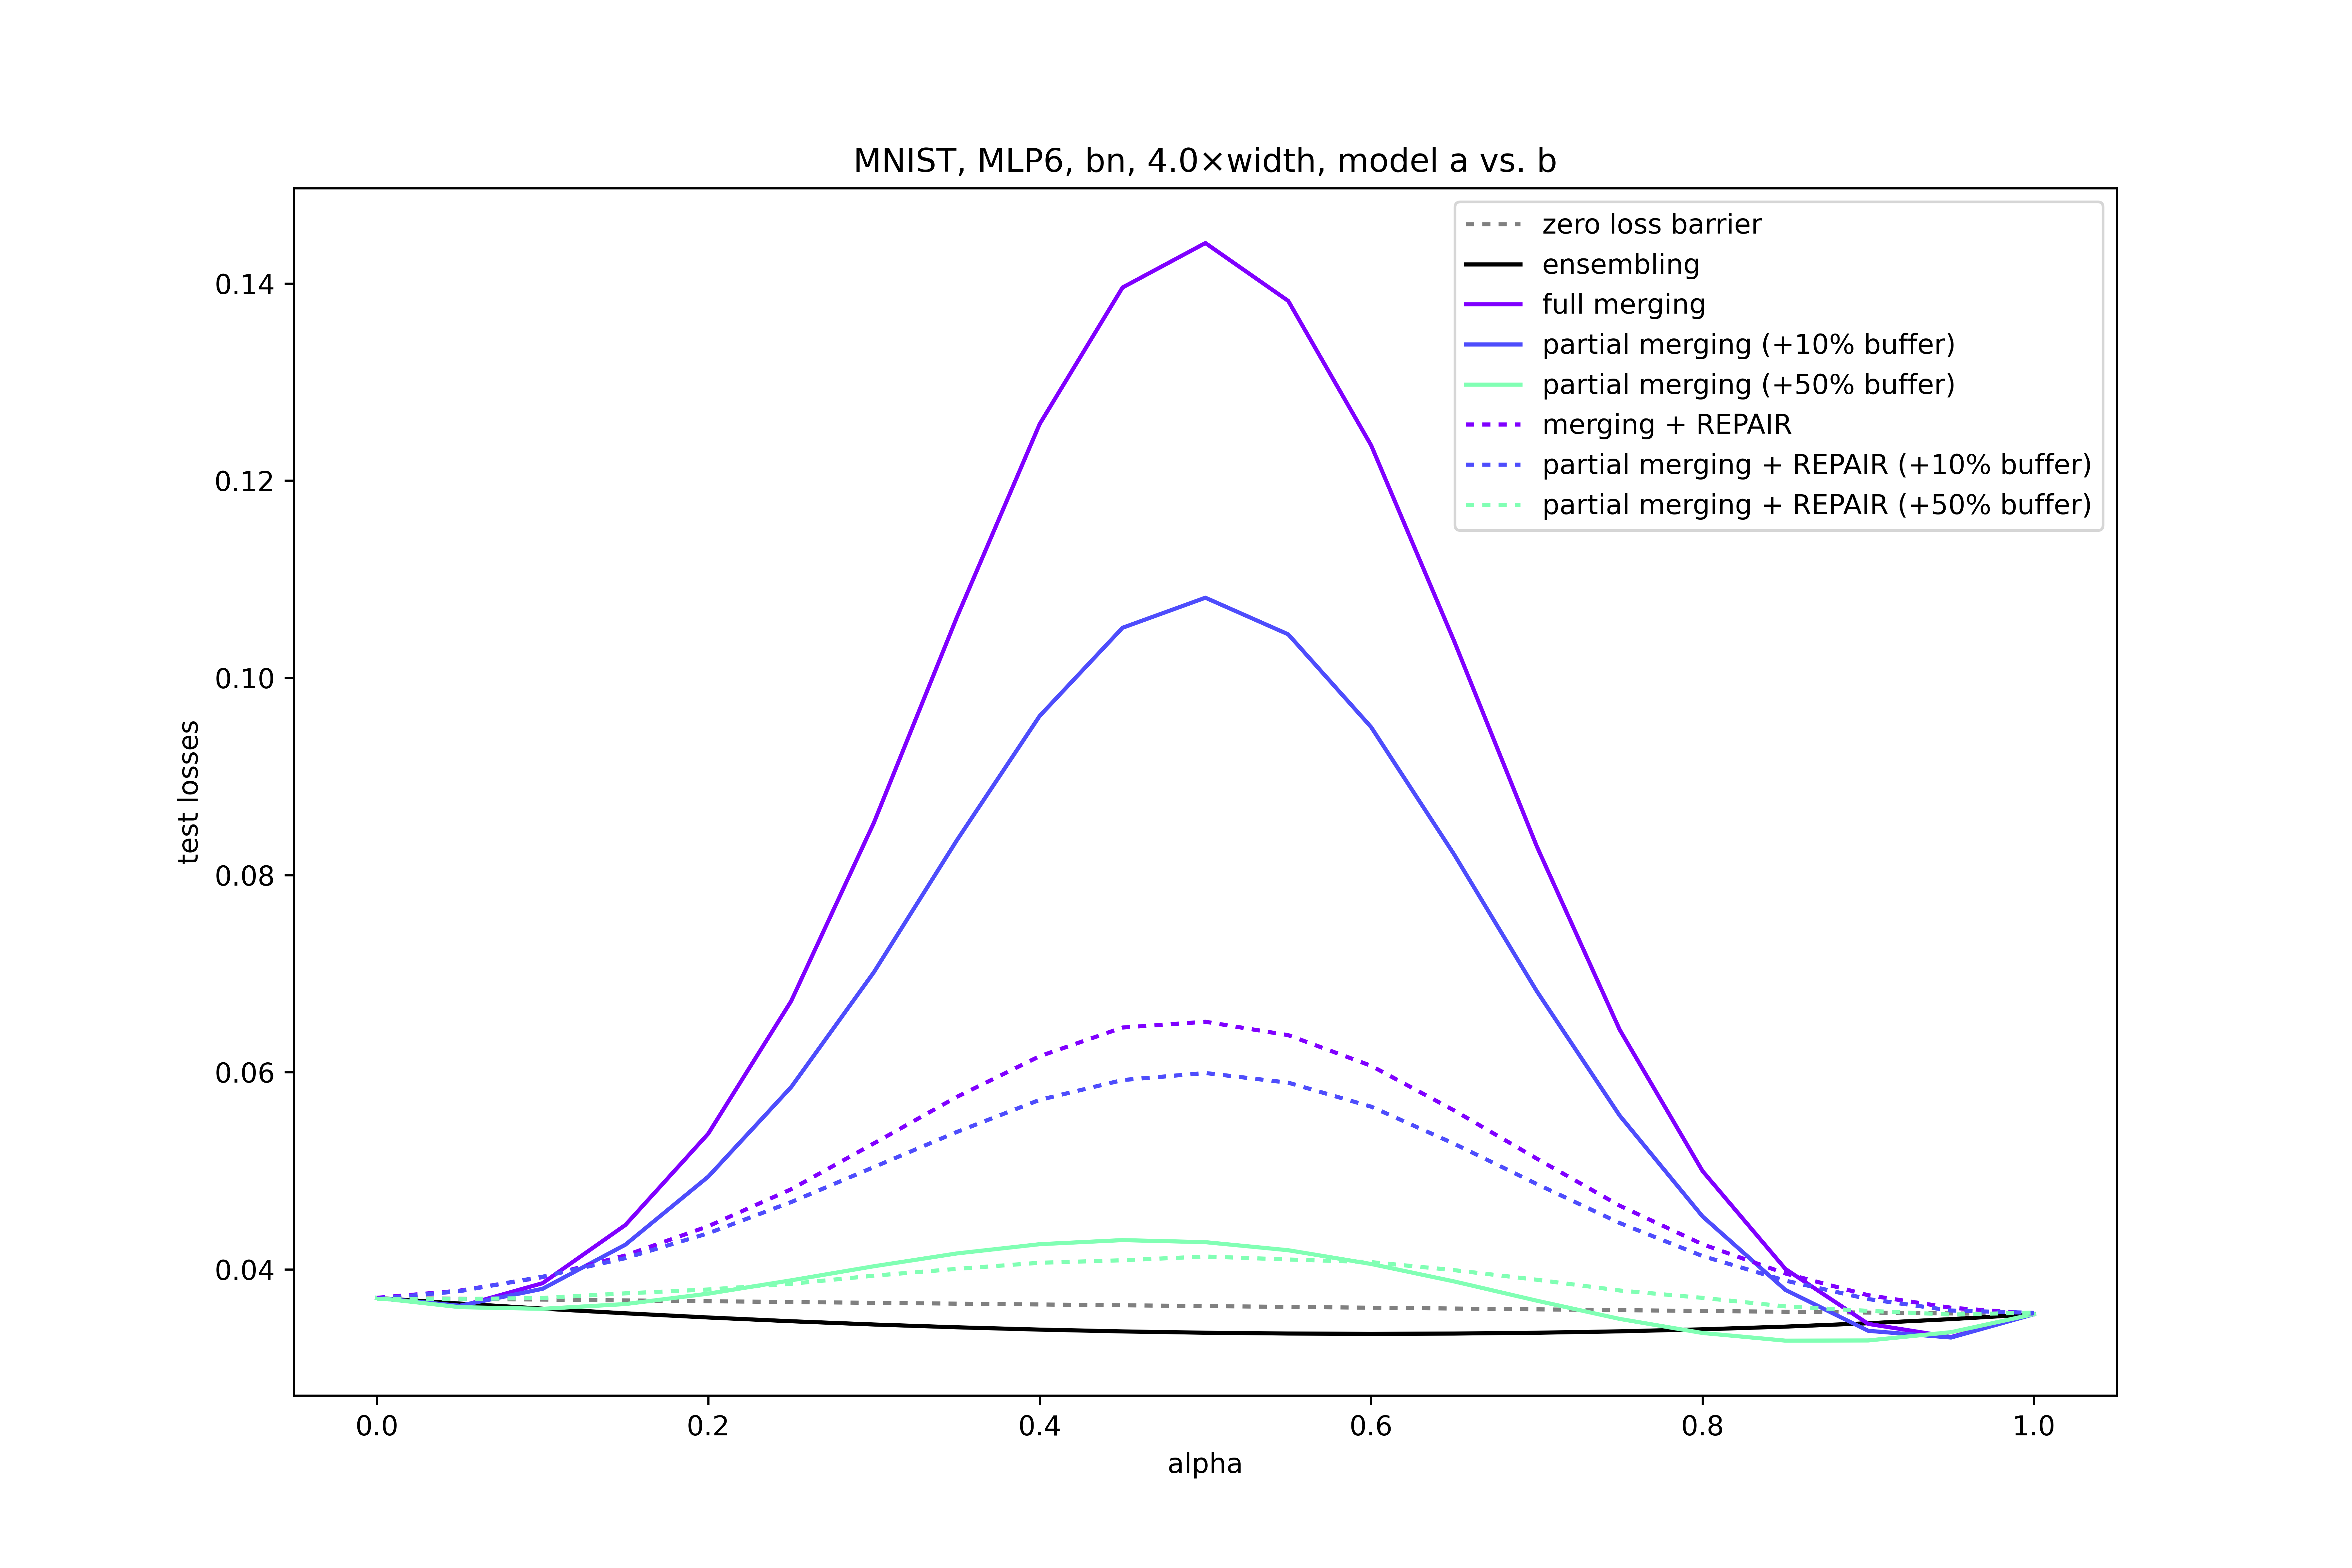 MNIST, MLP6, bn, 4.0×width, model a vs. b
zero loss barrier
ensembling
full merging
partial merging (+10% buffer)
partial merging (+50% buffer)
merging + REPAIR
partial merging + REPAIR (+10% buffer)
partial merging + REPAIR (+50% buffer)
0.14
0.12
0.10
0.08
0.06
0.04
test losses
0.0 0.2 0.4 0.6 0.8 1.0
alpha